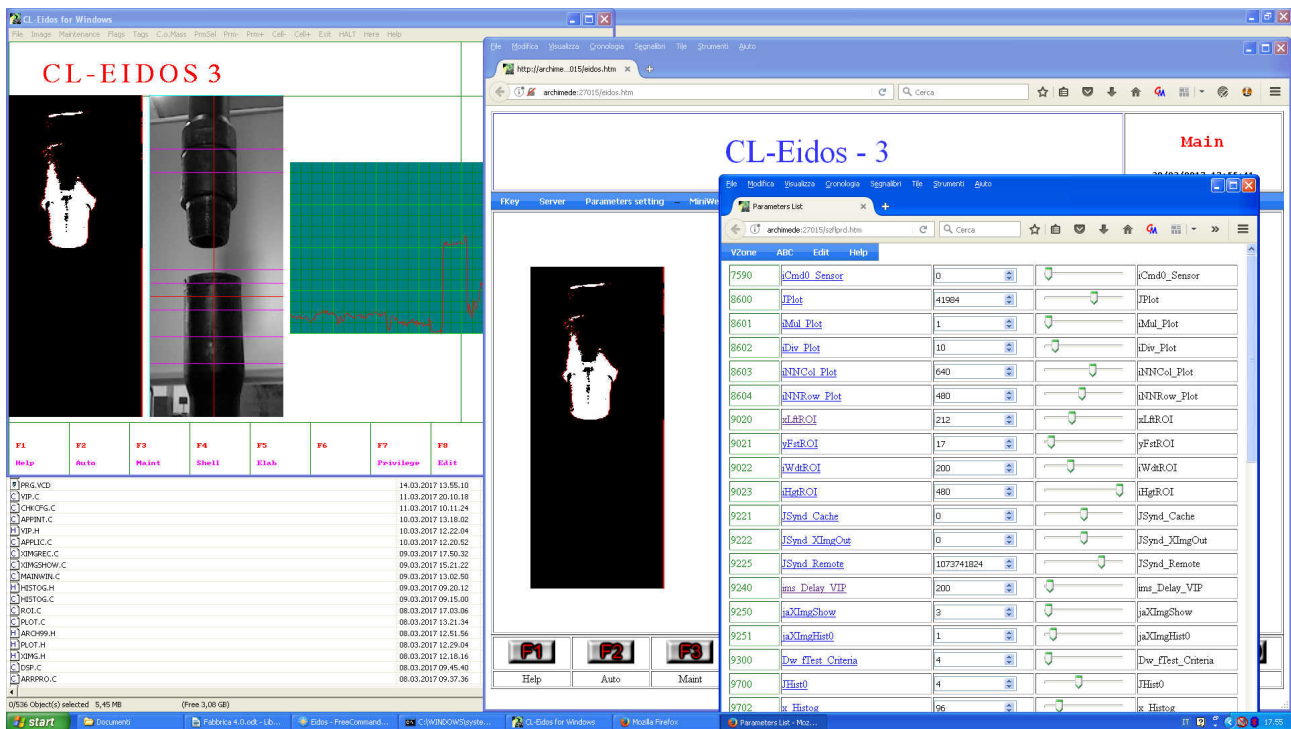 CL-Eidos for Windows
File Image Maintenance Flags Tags C.o.Mass PrmSel Prm- Prm+ Cell- Cell+ Exit HALT Here Help
CL-EIDOS 3
F1 F2 F3 F4 F5 F6 F7 F8
Help Auto Maint Shell Elab Privilege Edit
PRG.VCD 14.03.2017 13.55.10
VIP.C 11.03.2017 20.10.18
CHKCFG.C 11.03.2017 10.11.24
APPINT.C 10.03.2017 13.18.02
VIP.H 10.03.2017 12.22.04
APPLIC.C 10.03.2017 12.20.52
XIMGREC.C 09.03.2017 17.50.32
XIMGSHOW.C 09.03.2017 15.21.22
MAINWIN.C 09.03.2017 13.02.50
HISTOG.H 09.03.2017 09.20.12
HISTOG.C 09.03.2017 09.15.00
ROI.C 08.03.2017 17.03.06
PLOT.C 08.03.2017 13.21.34
ARCH99.H 08.03.2017 12.51.56
PLOT.H 08.03.2017 12.29.04
XIMG.H 08.03.2017 12.18.16
DSP.C 08.03.2017 09.45.40
ARRPRO.C 08.03.2017 09.37.36
0/536 Object(s) selected 5,45 MB (Free 3,08 GB)
File Modifica Visualizza Cronologia Segnalibri Tile Strumenti Aiuto
http://archime...015/eidos.htm
archimede:27015/eidos.htm
Cerca
CL-Eidos - 3
Main
FKey Server Parameters setting - MiniWe
F1 F2 F3
Help Auto Maint
File Modifica Visualizza Cronologia Segnalibri Tile Strumenti Aiuto
Parameters List
archimede:27015/szflprd.htm
Cerca
VZone ABC Edit Help
7590 iCmd0_Sensor 0 iCmd0_Sensor
8600 JPlot 41984 JPlot
8601 iMul_Plot 1 iMul_Plot
8602 iDiv_Plot 10 iDiv_Plot
8603 iNNCol_Plot 640 iNNCol_Plot
8604 iNNRow_Plot 480 iNNRow_Plot
9020 xLftROI 212 xLftROI
9021 yFstROI 17 yFstROI
9022 iWdtROI 200 iWdtROI
9023 iHgtROI 480 iHgtROI
9221 JSynd_Cache 0 JSynd_Cache
9222 JSynd_XImgOut 0 JSynd_XImgOut
9225 JSynd_Remote 1073741824 JSynd_Remote
9240 ims_Delay_VIP 200 ims_Delay_VIP
9250 jaXImgShow 3 jaXImgShow
9251 jaXImgHist0 1 jaXImgHist0
9300 Dw_fTest_Criteria 4 Dw_fTest_Criteria
9700 JHist0 4 JHist0
9702 x_Histog 96 x_Histog
start Documenti Fabbrica 4.0.odt - Lib... Eidos - FreeCommand... C:\WINDOWS\syste... CL-Eidos for Windows Mozilla Firefox Parameters List - Moz... IT 17.55